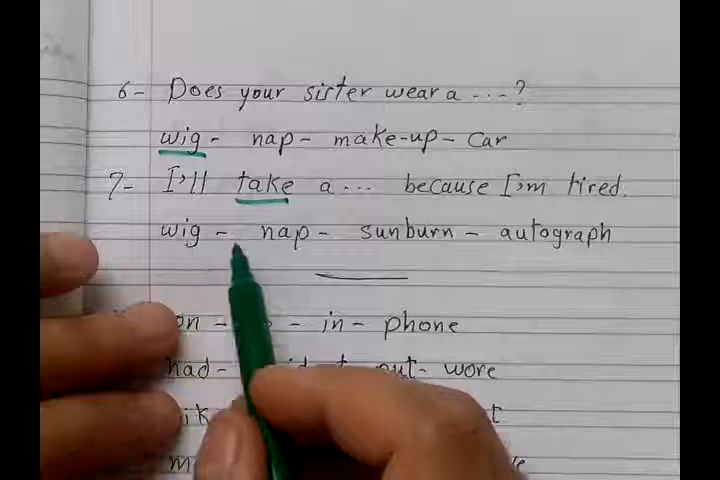 6- Does your sister wear a ...?
wig - nap - make-up - car
7- I'll take a ... because I'm tired.
wig - nap - sunburn - autograph
on - - in - phone
had - put - wore